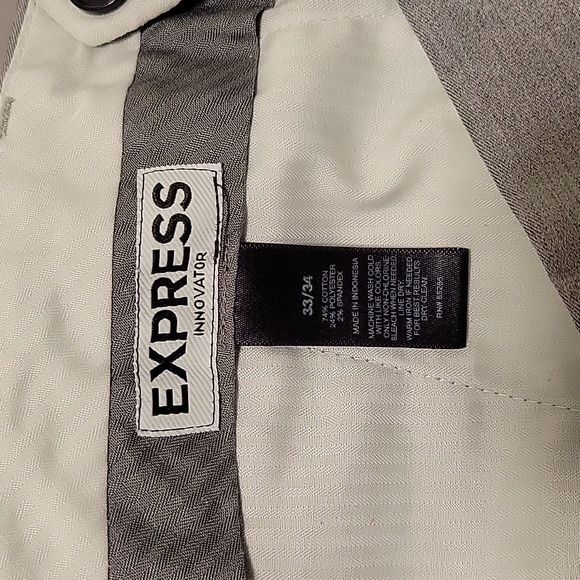 EXPRESS
INNOVATOR
33/34
74% COTTON
24% POLYESTER
2% SPANDEX
MADE IN INDONESIA
MACHINE WASH COLD
WITH LIKE COLORS.
ONLY NON-CHLORINE
BLEACH WHEN NEEDED.
LINE DRY.
WARM IRON IF NEEDED.
FOR BEST RESULTS
DRY CLEAN.
RN#